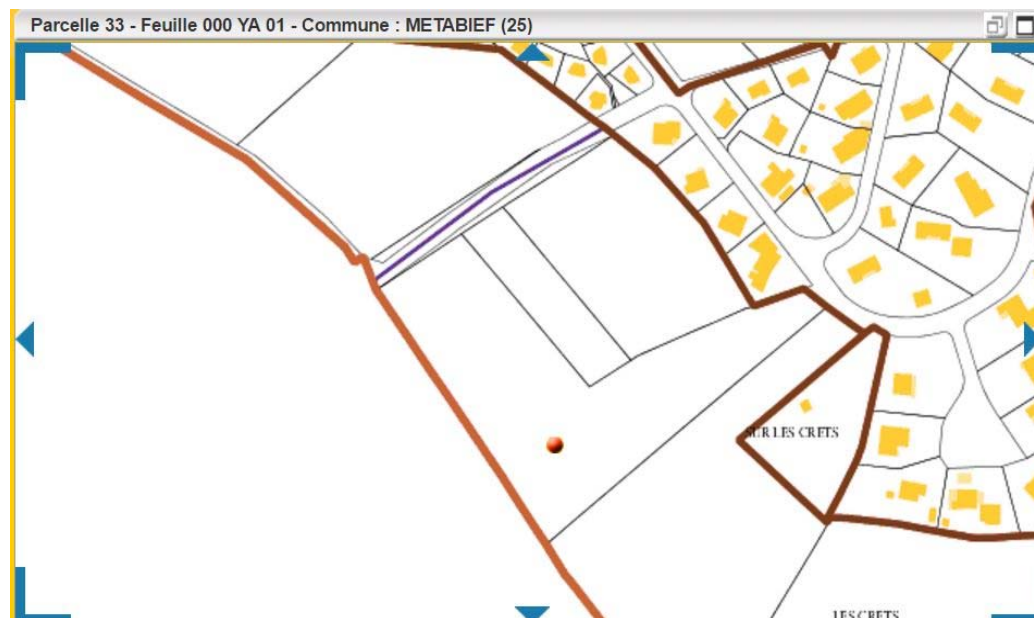 Parcelle 33 - Feuille 000 YA 01 - Commune : METABIEF (25)
SUR LES CRETS
LES CRETS